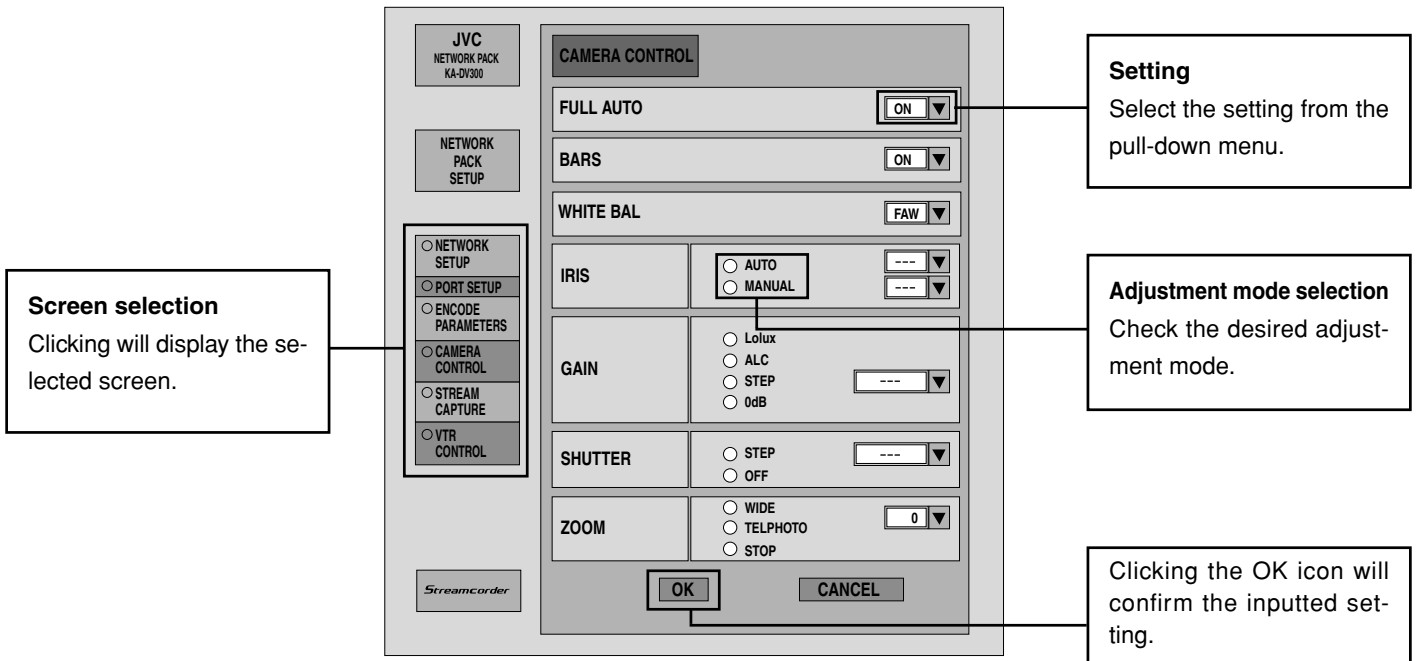 JVC
NETWORK PACK
KA-DV300
NETWORK
PACK
SETUP
Screen selection
Clicking will display the se-
lected screen.
NETWORK
SETUP
PORT SETUP
ENCODE
PARAMETERS
CAMERA
CONTROL
STREAM
CAPTURE
VTR
CONTROL
Streamcorder
CAMERA CONTROL
FULL AUTO
ON
BARS
ON
WHITE BAL
FAW
IRIS
AUTO
MANUAL
---
---
GAIN
Lolux
ALC
STEP
0dB
---
SHUTTER
STEP
OFF
---
ZOOM
WIDE
TELPHOTO
STOP
0
OK
CANCEL
Setting
Select the setting from the
pull-down menu.
Adjustment mode selection
Check the desired adjust-
ment mode.
Clicking the OK icon will
confirm the inputted set-
ting.